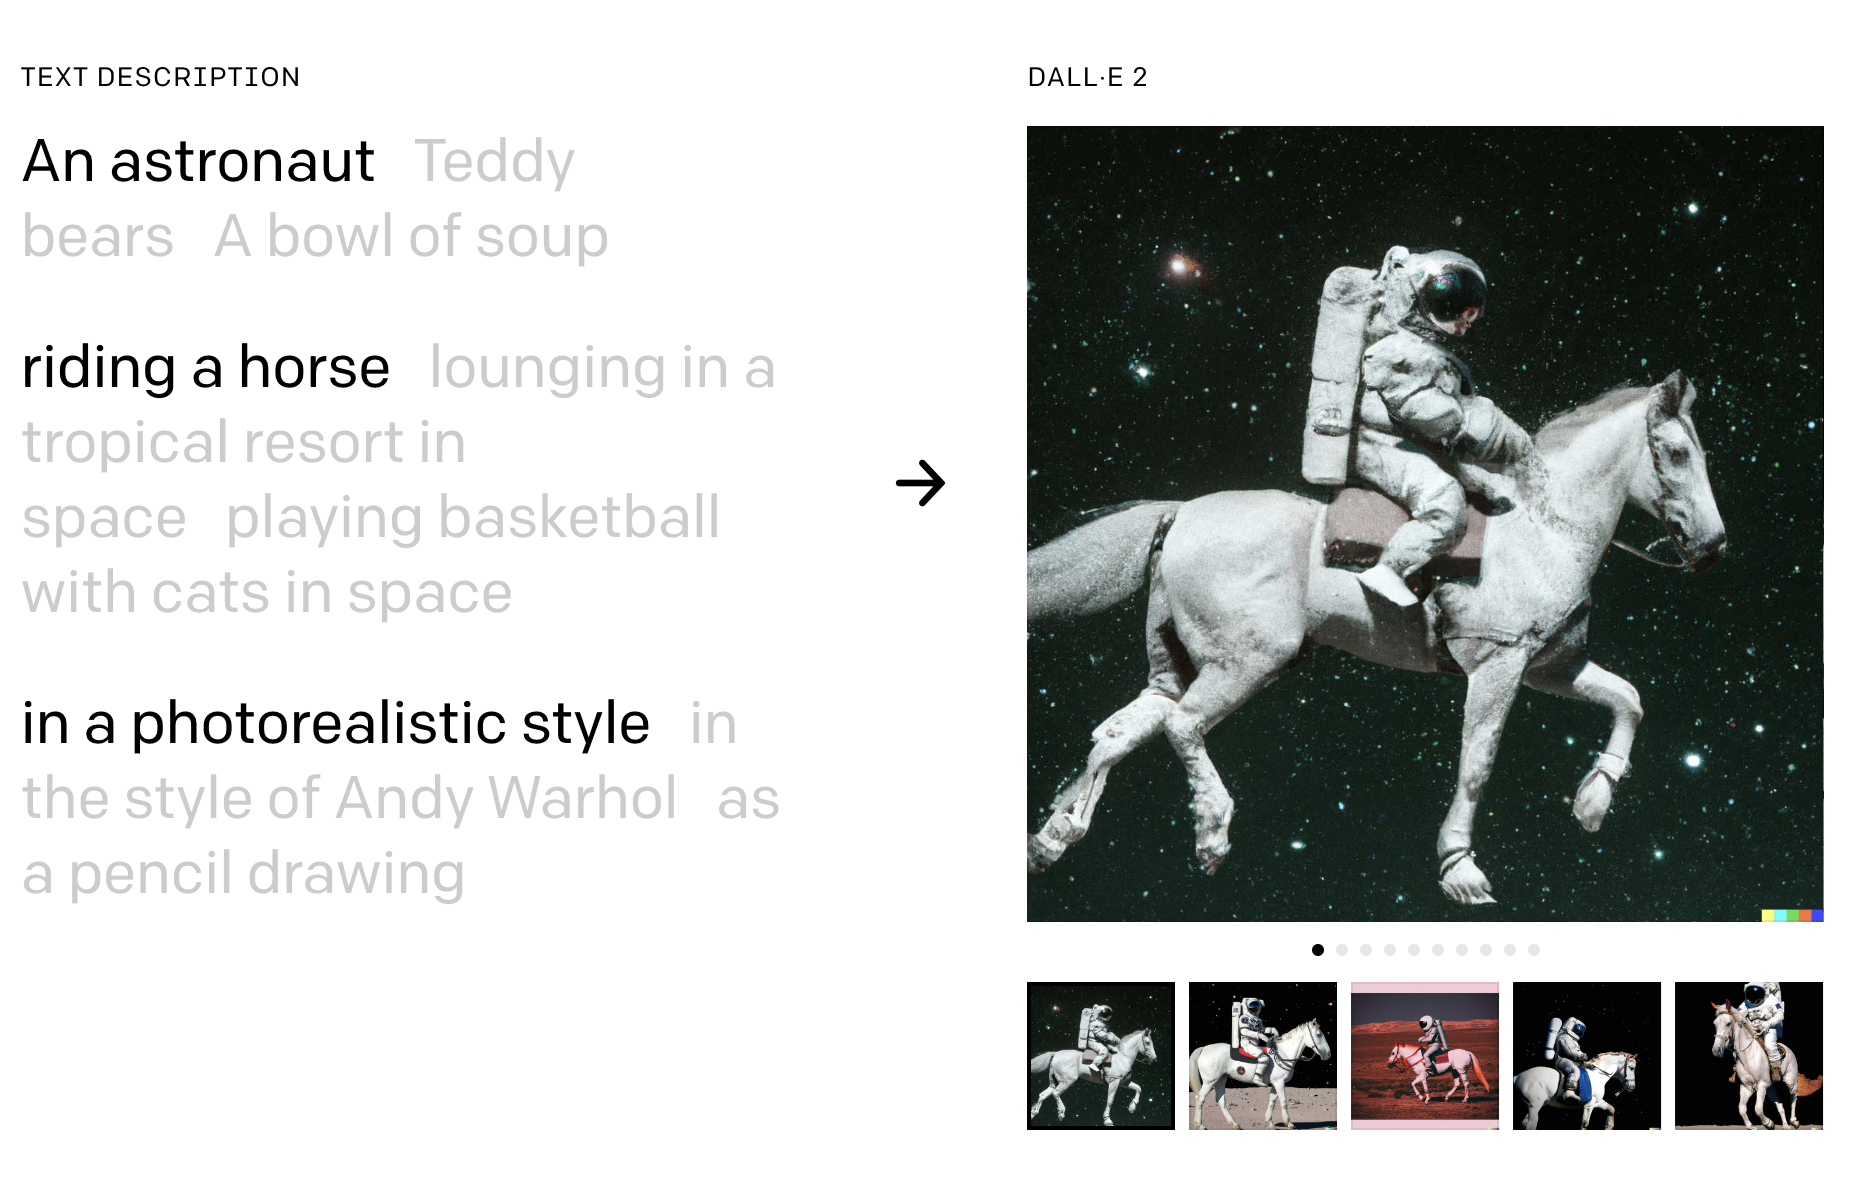 TEXT DESCRIPTION
An astronaut Teddy
bears A bowl of soup
riding a horse lounging in a
tropical resort in
space playing basketball
with cats in space
in a photorealistic style in
the style of Andy Warhol as
a pencil drawing
DALL·E 2